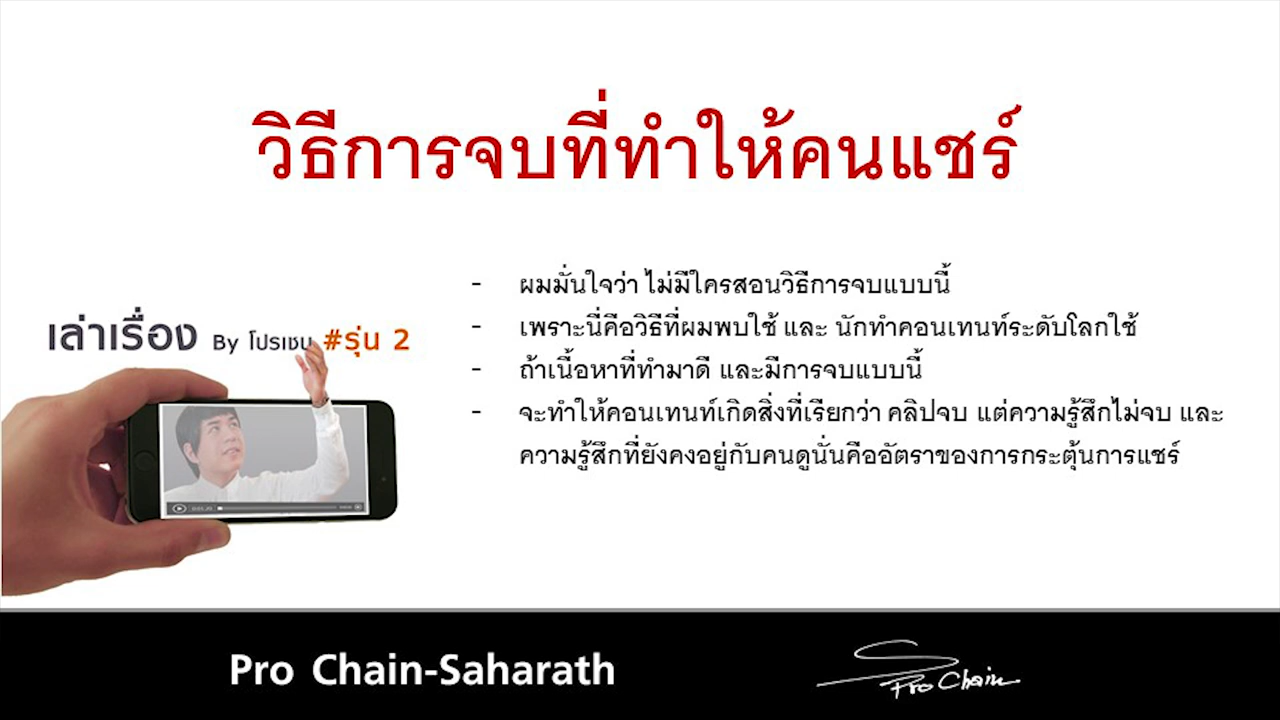 วิธีการจบที่ทำให้คนแชร์
- ผมมั่นใจว่า ไม่มีใครสอนวิธีการจบแบบนี้
- เพราะนี่คือวิธีที่ผมพบใช้ และ นักทำคอนเทนท์ระดับโลกใช้
- ถ้าเนื้อหาที่ทำมาดี และมีการจบแบบนี้
- จะทำให้คอนเทนท์เกิดสิ่งที่เรียกว่า คลิปจบ แต่ความรู้สึกไม่จบ และ
ความรู้สึกที่ยังคงอยู่กับคนดูนั่นคืออัตราของการกระตุ้นการแชร์
เล่าเรื่อง By โปรเชน #รุ่น 2
Pro Chain-Saharath
Pro Chain